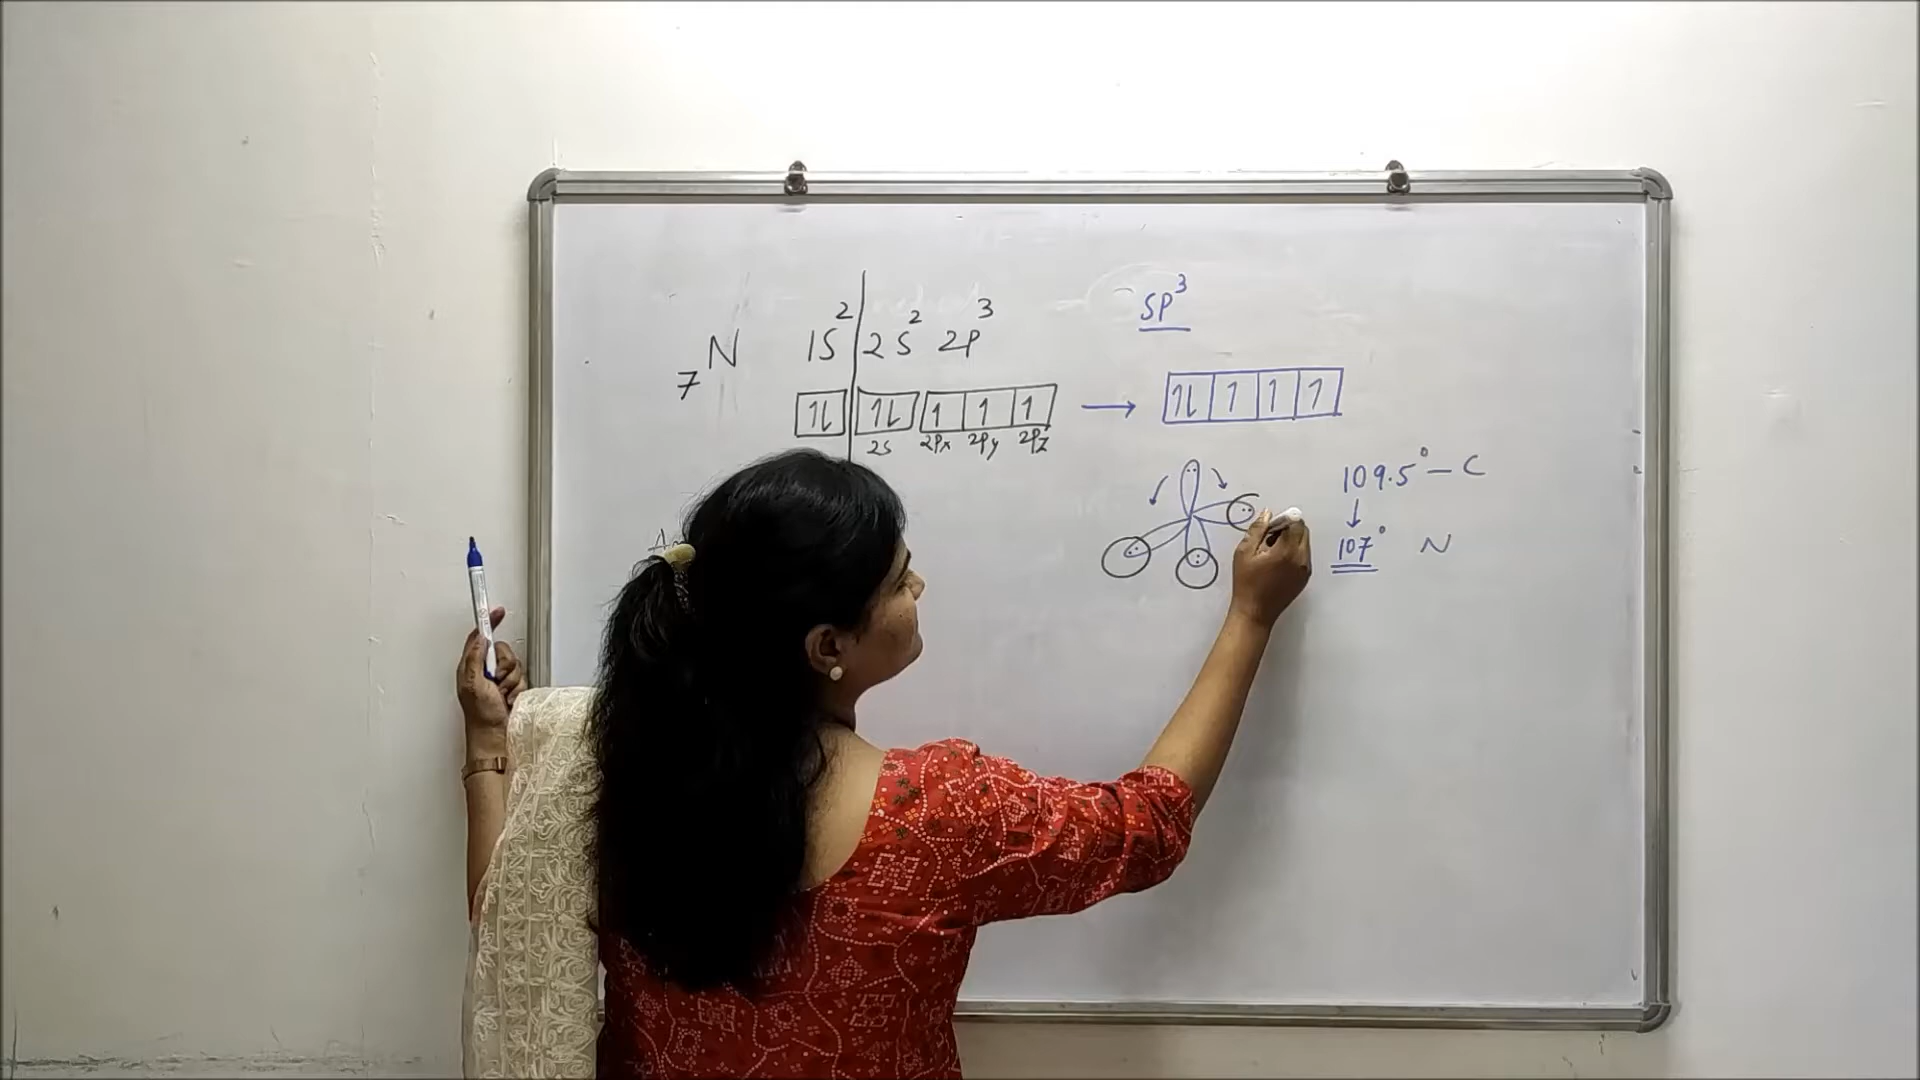 SP³
₇N 1S² 2S² 2P³
1L 1L 1 1 1 → 1L 1 1 1
2S 2Px 2Py 2Pz
109.5° – C
↓
107° N